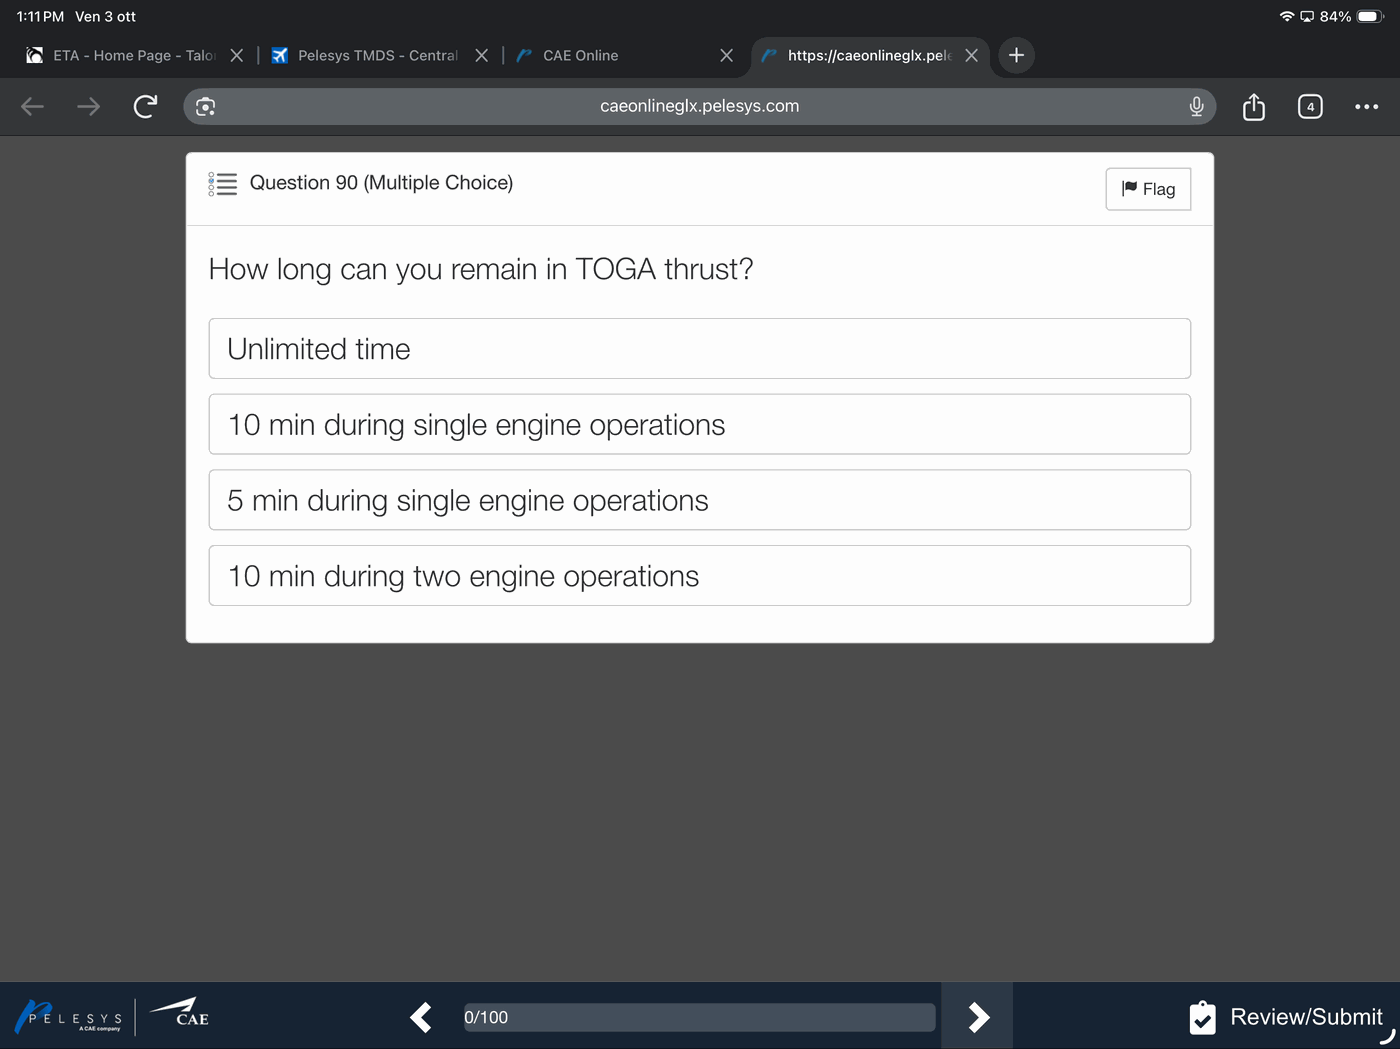 1:11 PM Ven 3 ott
84%
ETA - Home Page - Talo
Pelesys TMDS - Central
CAE Online
https://caeonlineglx.pele
caeonlineglx.pelesys.com
4
Question 90 (Multiple Choice)
Flag
How long can you remain in TOGA thrust?
Unlimited time
10 min during single engine operations
5 min during single engine operations
10 min during two engine operations
PELESYS
A CAE company
CAE
0/100
Review/Submit